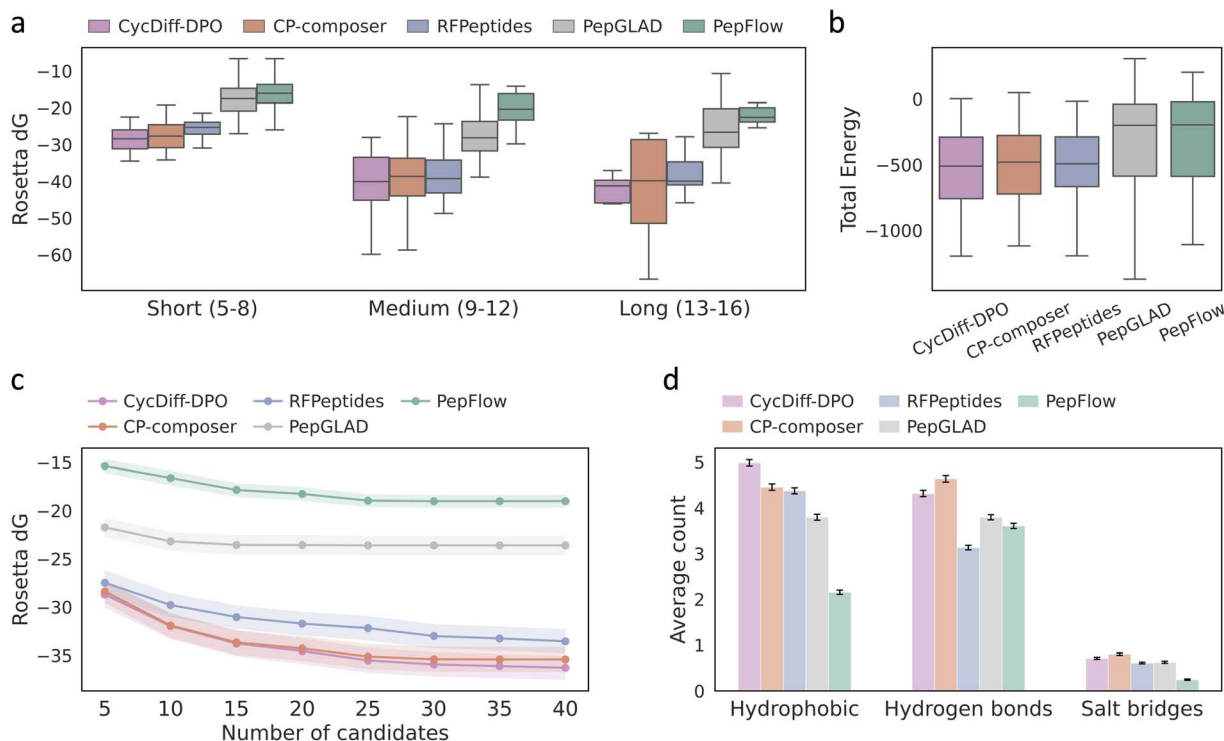 a
CycDiff-DPO CP-composer RFPeptides PepGLAD PepFlow
Rosetta dG
−10
−20
−30
−40
−50
−60
Short (5-8) Medium (9-12) Long (13-16)
b
Total Energy
0
−500
−1000
CycDiff-DPO CP-composer RFPeptides PepGLAD PepFlow
c
CycDiff-DPO RFPeptides PepFlow
CP-composer PepGLAD
Rosetta dG
−15
−20
−25
−30
−35
5 10 15 20 25 30 35 40
Number of candidates
d
CycDiff-DPO RFPeptides PepFlow
CP-composer PepGLAD
Average count
5
4
3
2
1
0
Hydrophobic Hydrogen bonds Salt bridges